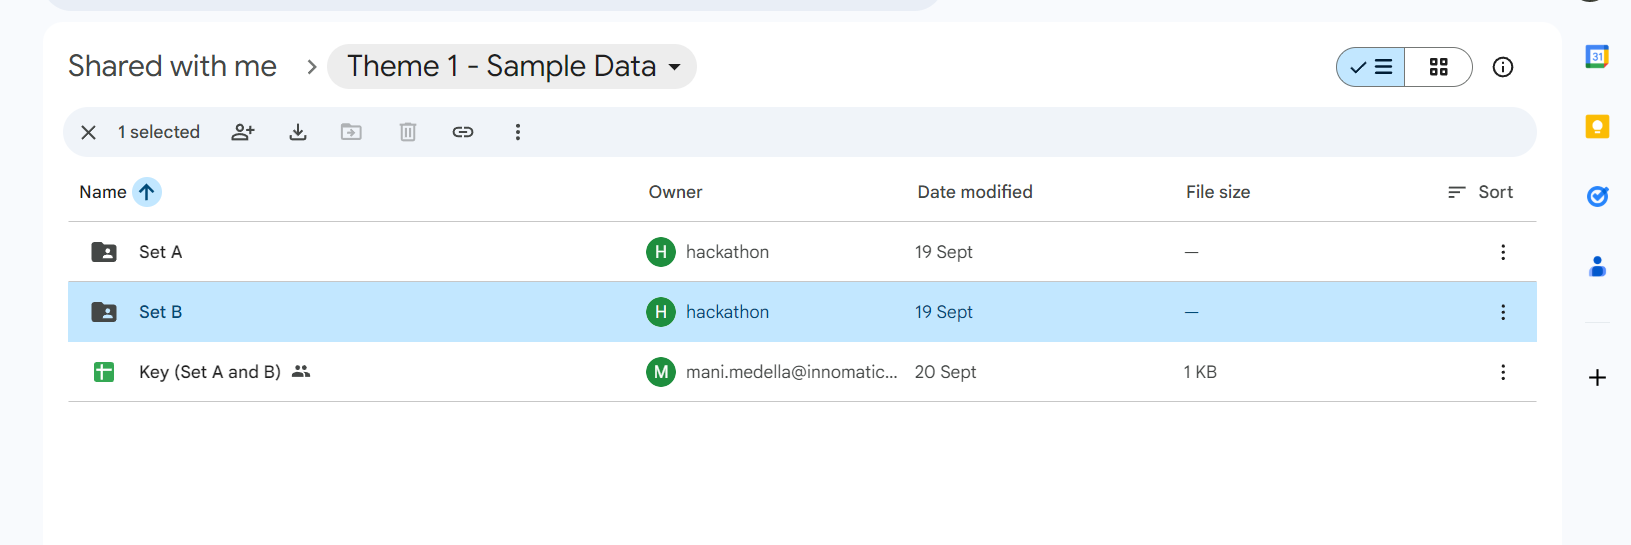 Shared with me > Theme 1 - Sample Data
1 selected
Name Owner Date modified File size Sort
Set A H hackathon 19 Sept —
Set B H hackathon 19 Sept —
Key (Set A and B) M mani.medella@innomatic... 20 Sept 1 KB
31